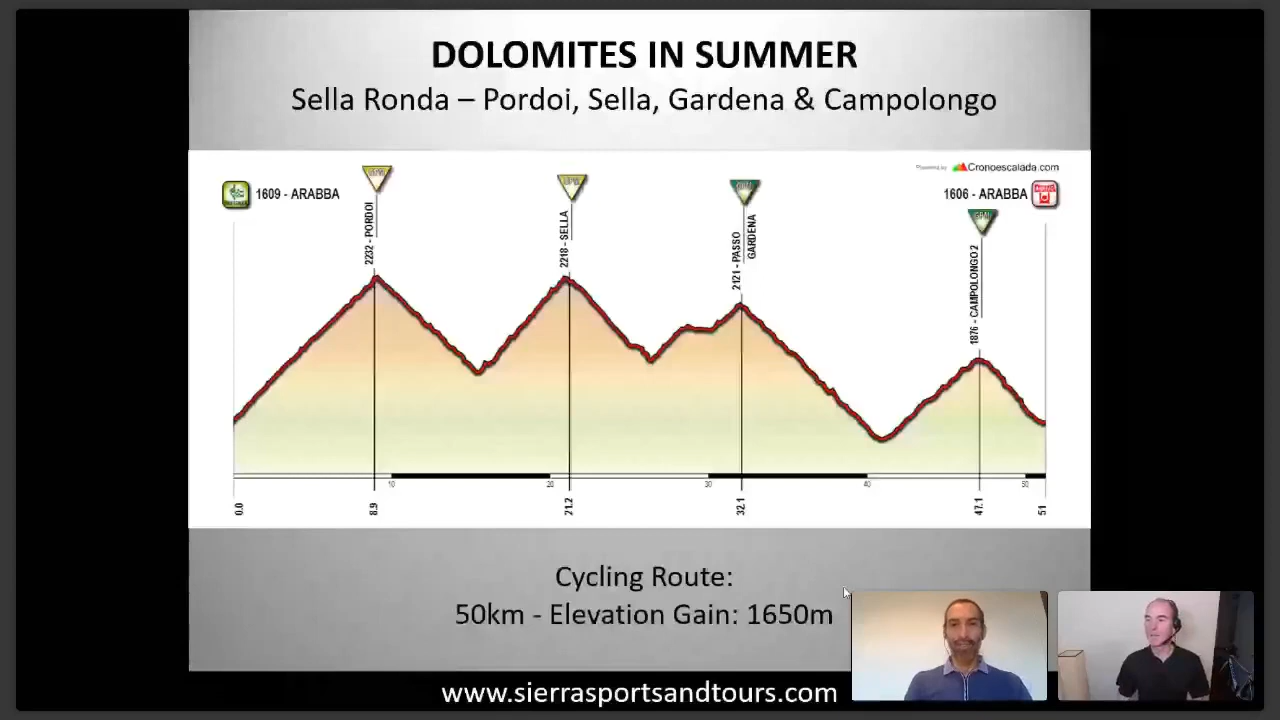 DOLOMITES IN SUMMER
Sella Ronda – Pordoi, Sella, Gardena & Campolongo
Powered by Cronoescalada.com
1609 - ARABBA
1606 - ARABBA
2232 - PORDOI
2218 - SELLA
2121 - PASSO
GARDENA
1876 - CAMPOLONGO 2
10
20
30
40
50
0.0
8.9
21.2
32.1
47.1
51
Cycling Route:
50km - Elevation Gain: 1650m
www.sierrasportsandtours.com